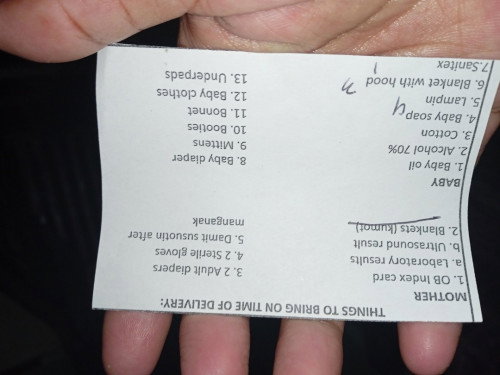 THINGS TO BRING ON TIME OF DELIVERY:
MOTHER
1. OB Index card
a. Laboratory results
b. Ultrasound result
2. Blankets (kumot)
3. 2 Adult diapers
4. 2 Sterile gloves
5. Damit susuotin after
manganak
BABY
1. Baby oil
2. Alcohol 70%
3. Cotton
4. Baby soap
5. Lampin
6. Blanket with hood
7.Sanitex
8. Baby diaper
9. Mittens
10. Booties
11. Bonnet
12. Baby clothes
13. Underpads